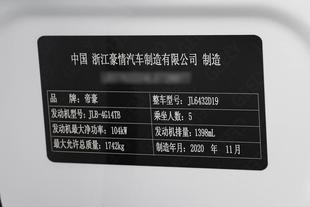 中国 浙江豪情汽车制造有限公司 制造
品 牌：帝豪 整车型号：JL6432D19
发动机型号：JLB-4G14TB 乘坐人数：5
发动机最大净功率：104kW 发动机排量：1398mL
最大允许总质量：1742kg 制造年月：2020 年 11月